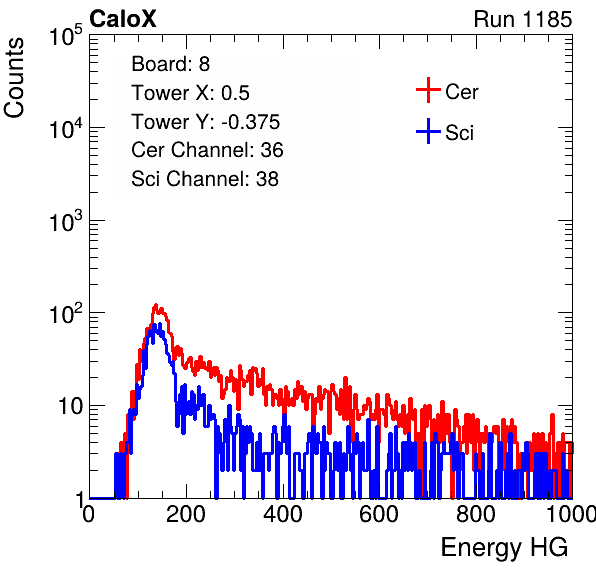 CaloX Run 1185
Counts
Board: 8
Tower X: 0.5
Tower Y: -0.375
Cer Channel: 36
Sci Channel: 38
Cer
Sci
10^5
10^4
10^3
10^2
10
1
0 200 400 600 800 1000
Energy HG